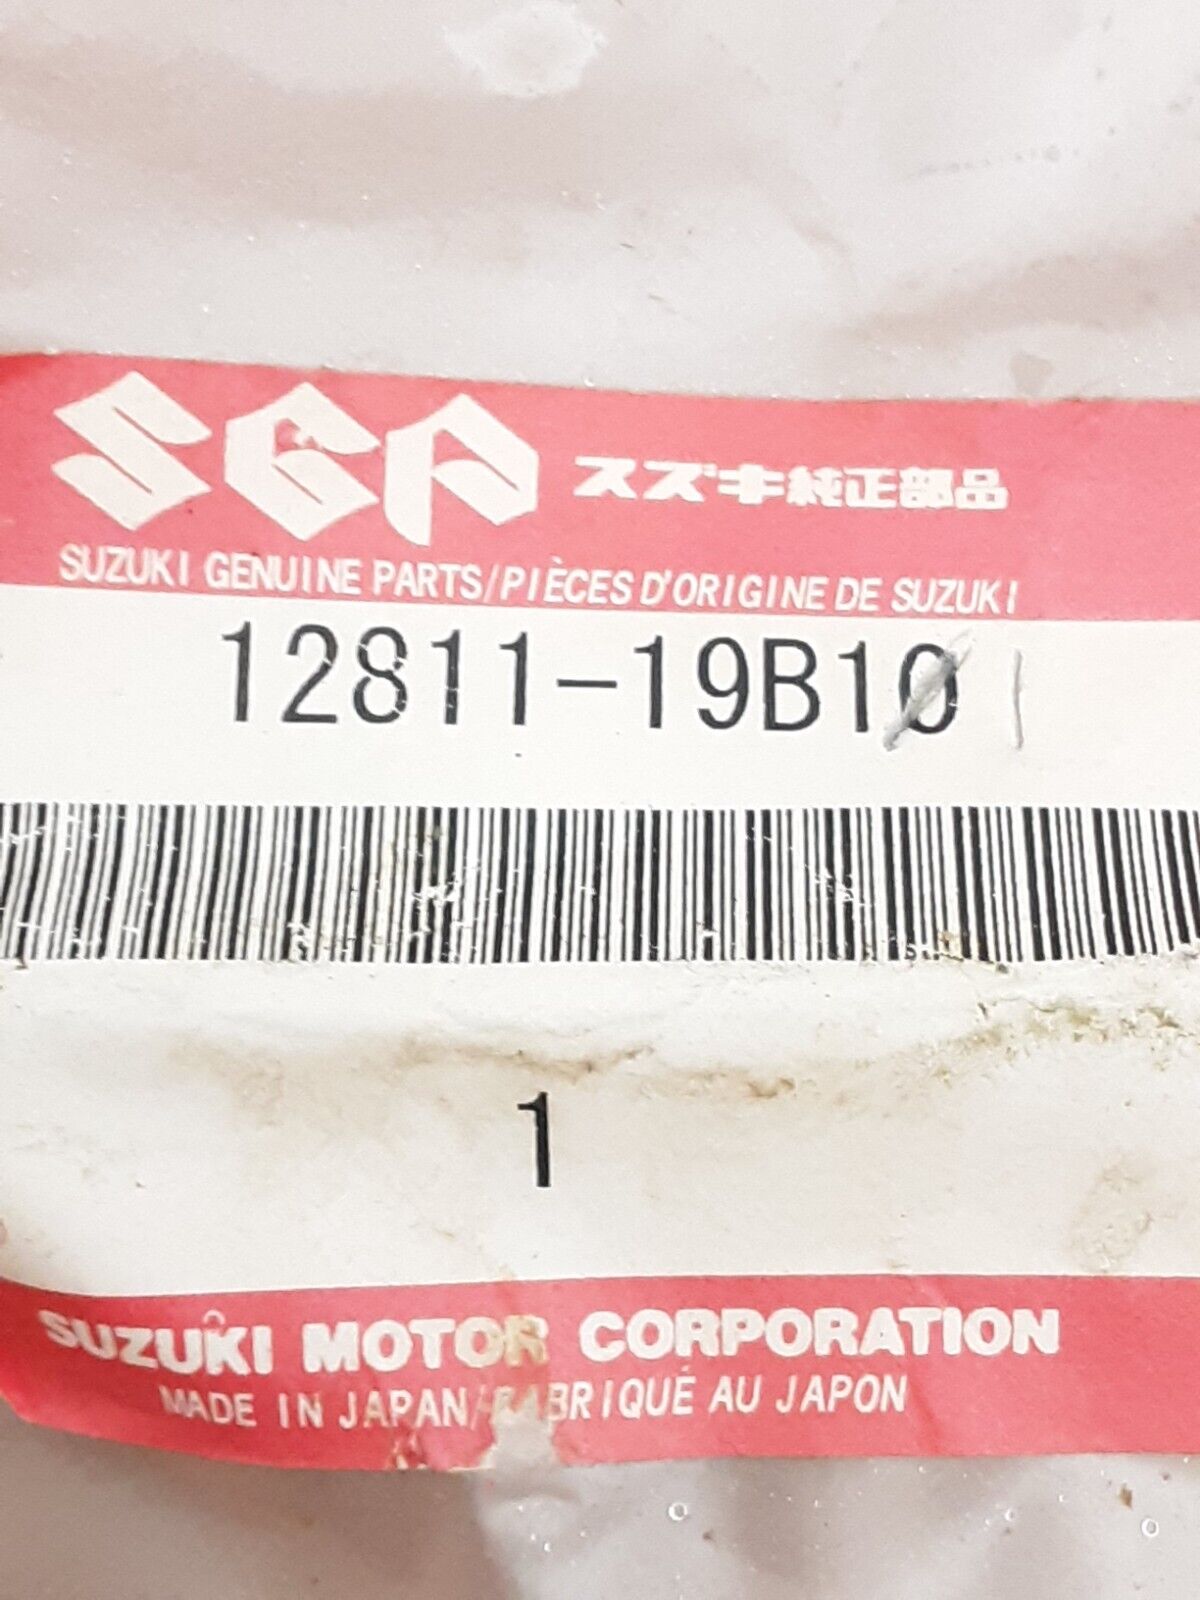 SGP スズキ純正部品
SUZUKI GENUINE PARTS/PIÈCES D'ORIGINE DE SUZUKI
12811-19B10 1
1
SUZUKI MOTOR CORPORATION
MADE IN JAPAN/FABRIQUÉ AU JAPON